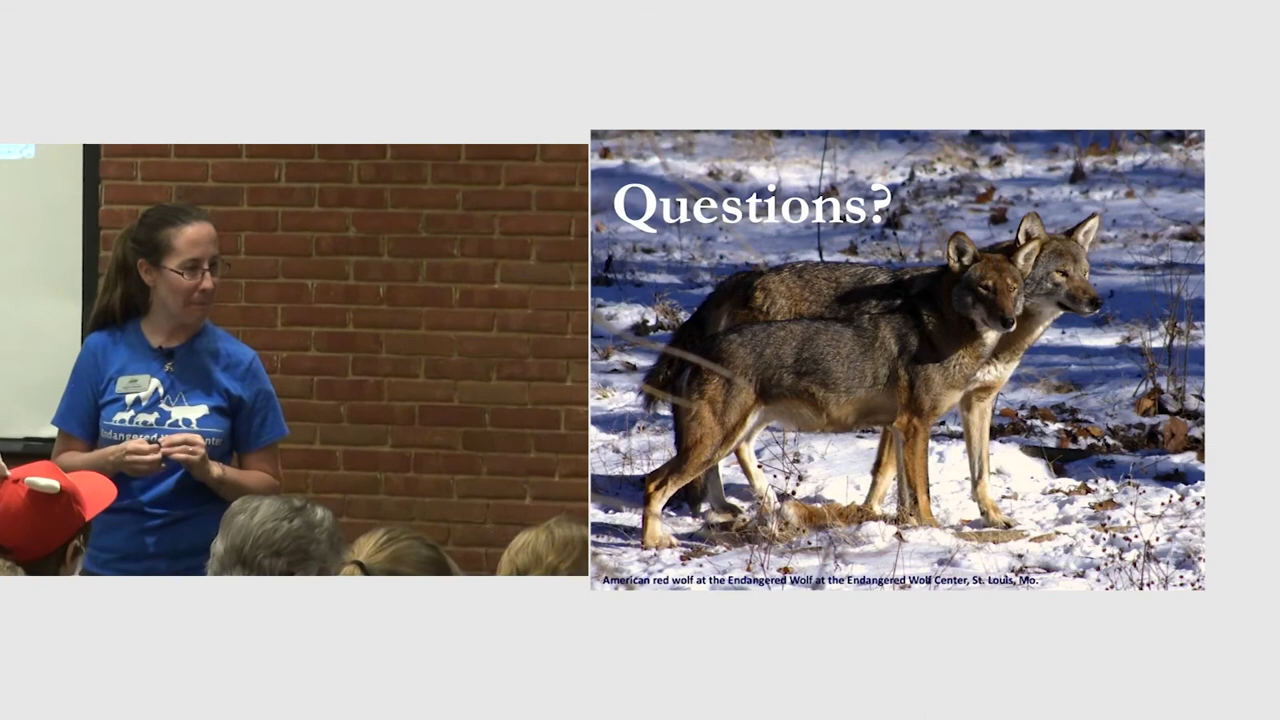 Endangered Wolf Center
Questions?
American red wolf at the Endangered Wolf at the Endangered Wolf Center, St. Louis, Mo.